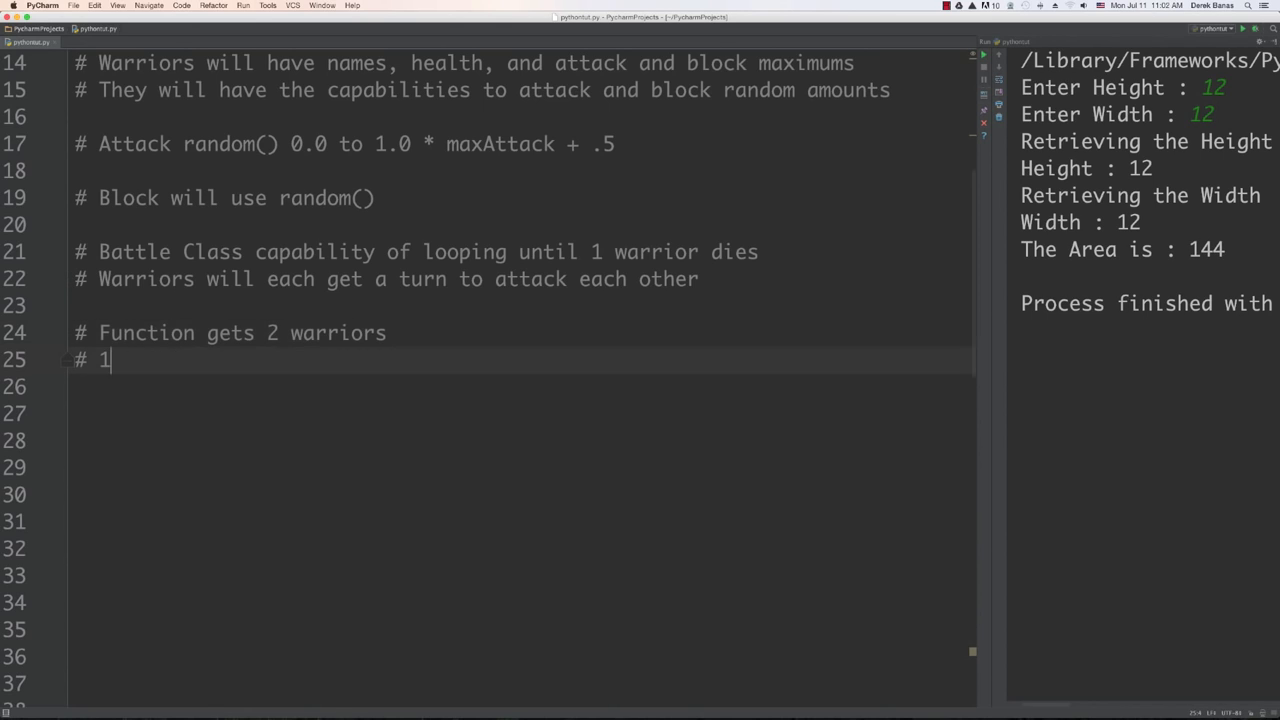 PyCharm File Edit View Navigate Code Refactor Run Tools VCS Window Help
10 Mon Jul 11 11:02 AM Derek Banas
pythontut.py - PycharmProjects - [~/PycharmProjects]
PycharmProjects pythontut.py
pythontut
pythontut.py
Run pythontut
14 # Warriors will have names, health, and attack and block maximums
15 # They will have the capabilities to attack and block random amounts
16
17 # Attack random() 0.0 to 1.0 * maxAttack + .5
18
19 # Block will use random()
20
21 # Battle Class capability of looping until 1 warrior dies
22 # Warriors will each get a turn to attack each other
23
24 # Function gets 2 warriors
25 # 1
26
27
28
29
30
31
32
33
34
35
36
37
/Library/Frameworks/Py
Enter Height : 12
Enter Width : 12
Retrieving the Height
Height : 12
Retrieving the Width
Width : 12
The Area is : 144
Process finished with
75:4 LF‡ UTF-8‡